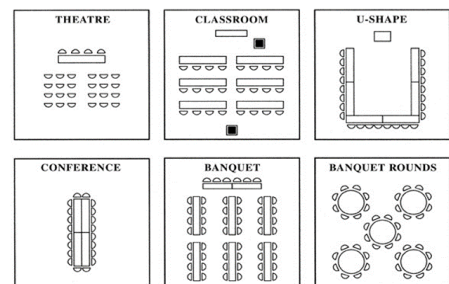 THEATRE
CLASSROOM
U-SHAPE
CONFERENCE
BANQUET
BANQUET ROUNDS